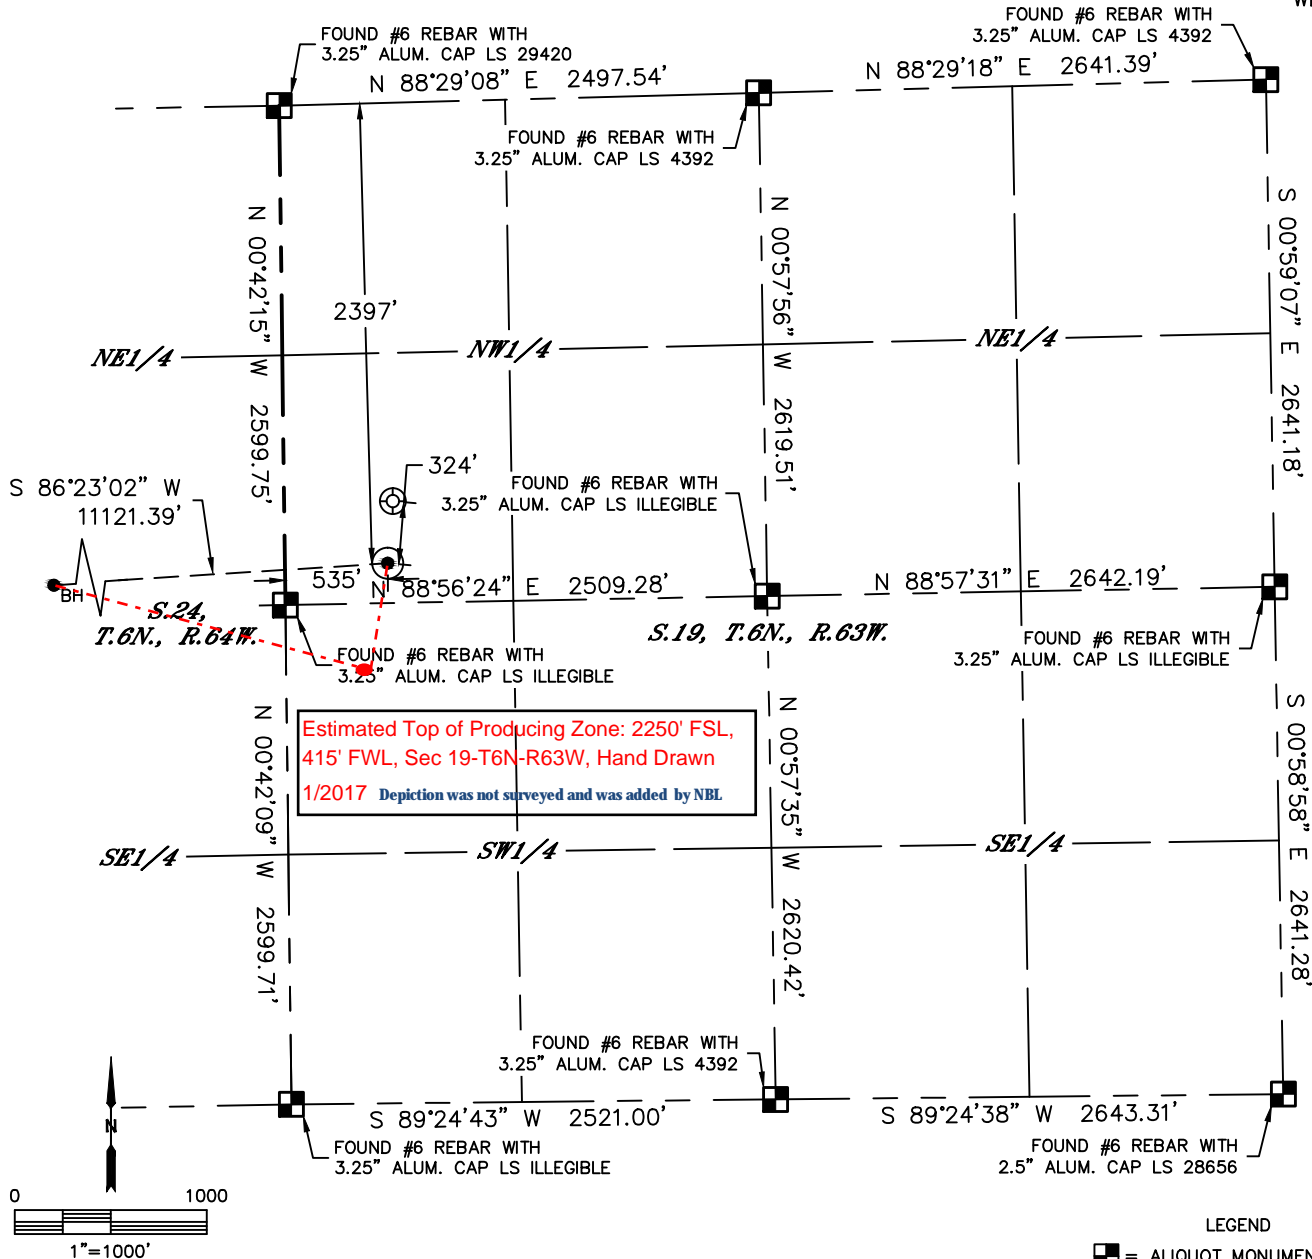 FOUND #6 REBAR WITH
3.25" ALUM. CAP LS 29420
FOUND #6 REBAR WITH
3.25" ALUM. CAP LS 4392
N 88°29'08" E 2497.54'
N 88°29'18" E 2641.39'
FOUND #6 REBAR WITH
3.25" ALUM. CAP LS 4392
N 00°42'15" W 2599.75'
2397'
N 00°57'56" W 2619.51'
S 00°59'07" E 2641.18'
NE1/4
NW1/4
NE1/4
324'
S 86°23'02" W
11121.39'
FOUND #6 REBAR WITH
3.25" ALUM. CAP LS ILLEGIBLE
535'
N 88°56'24" E 2509.28'
N 88°57'31" E 2642.19'
BH
S.24,
T.6N., R.64W.
S.19, T.6N., R.63W.
FOUND #6 REBAR WITH
3.25" ALUM. CAP LS ILLEGIBLE
FOUND #6 REBAR WITH
3.25" ALUM. CAP LS ILLEGIBLE
Estimated Top of Producing Zone: 2250' FSL,
415' FWL, Sec 19-T6N-R63W, Hand Drawn
1/2017 Depiction was not surveyed and was added by NBL
N 00°42'09" W 2599.71'
N 00°57'35" W 2620.42'
S 00°58'58" E 2641.28'
SE1/4
SW1/4
SE1/4
FOUND #6 REBAR WITH
3.25" ALUM. CAP LS 4392
S 89°24'43" W 2521.00'
S 89°24'38" W 2643.31'
FOUND #6 REBAR WITH
3.25" ALUM. CAP LS ILLEGIBLE
FOUND #6 REBAR WITH
2.5" ALUM. CAP LS 28656
N
0 1000
1"=1000'
LEGEND
= ALIQUOT MONUMEN